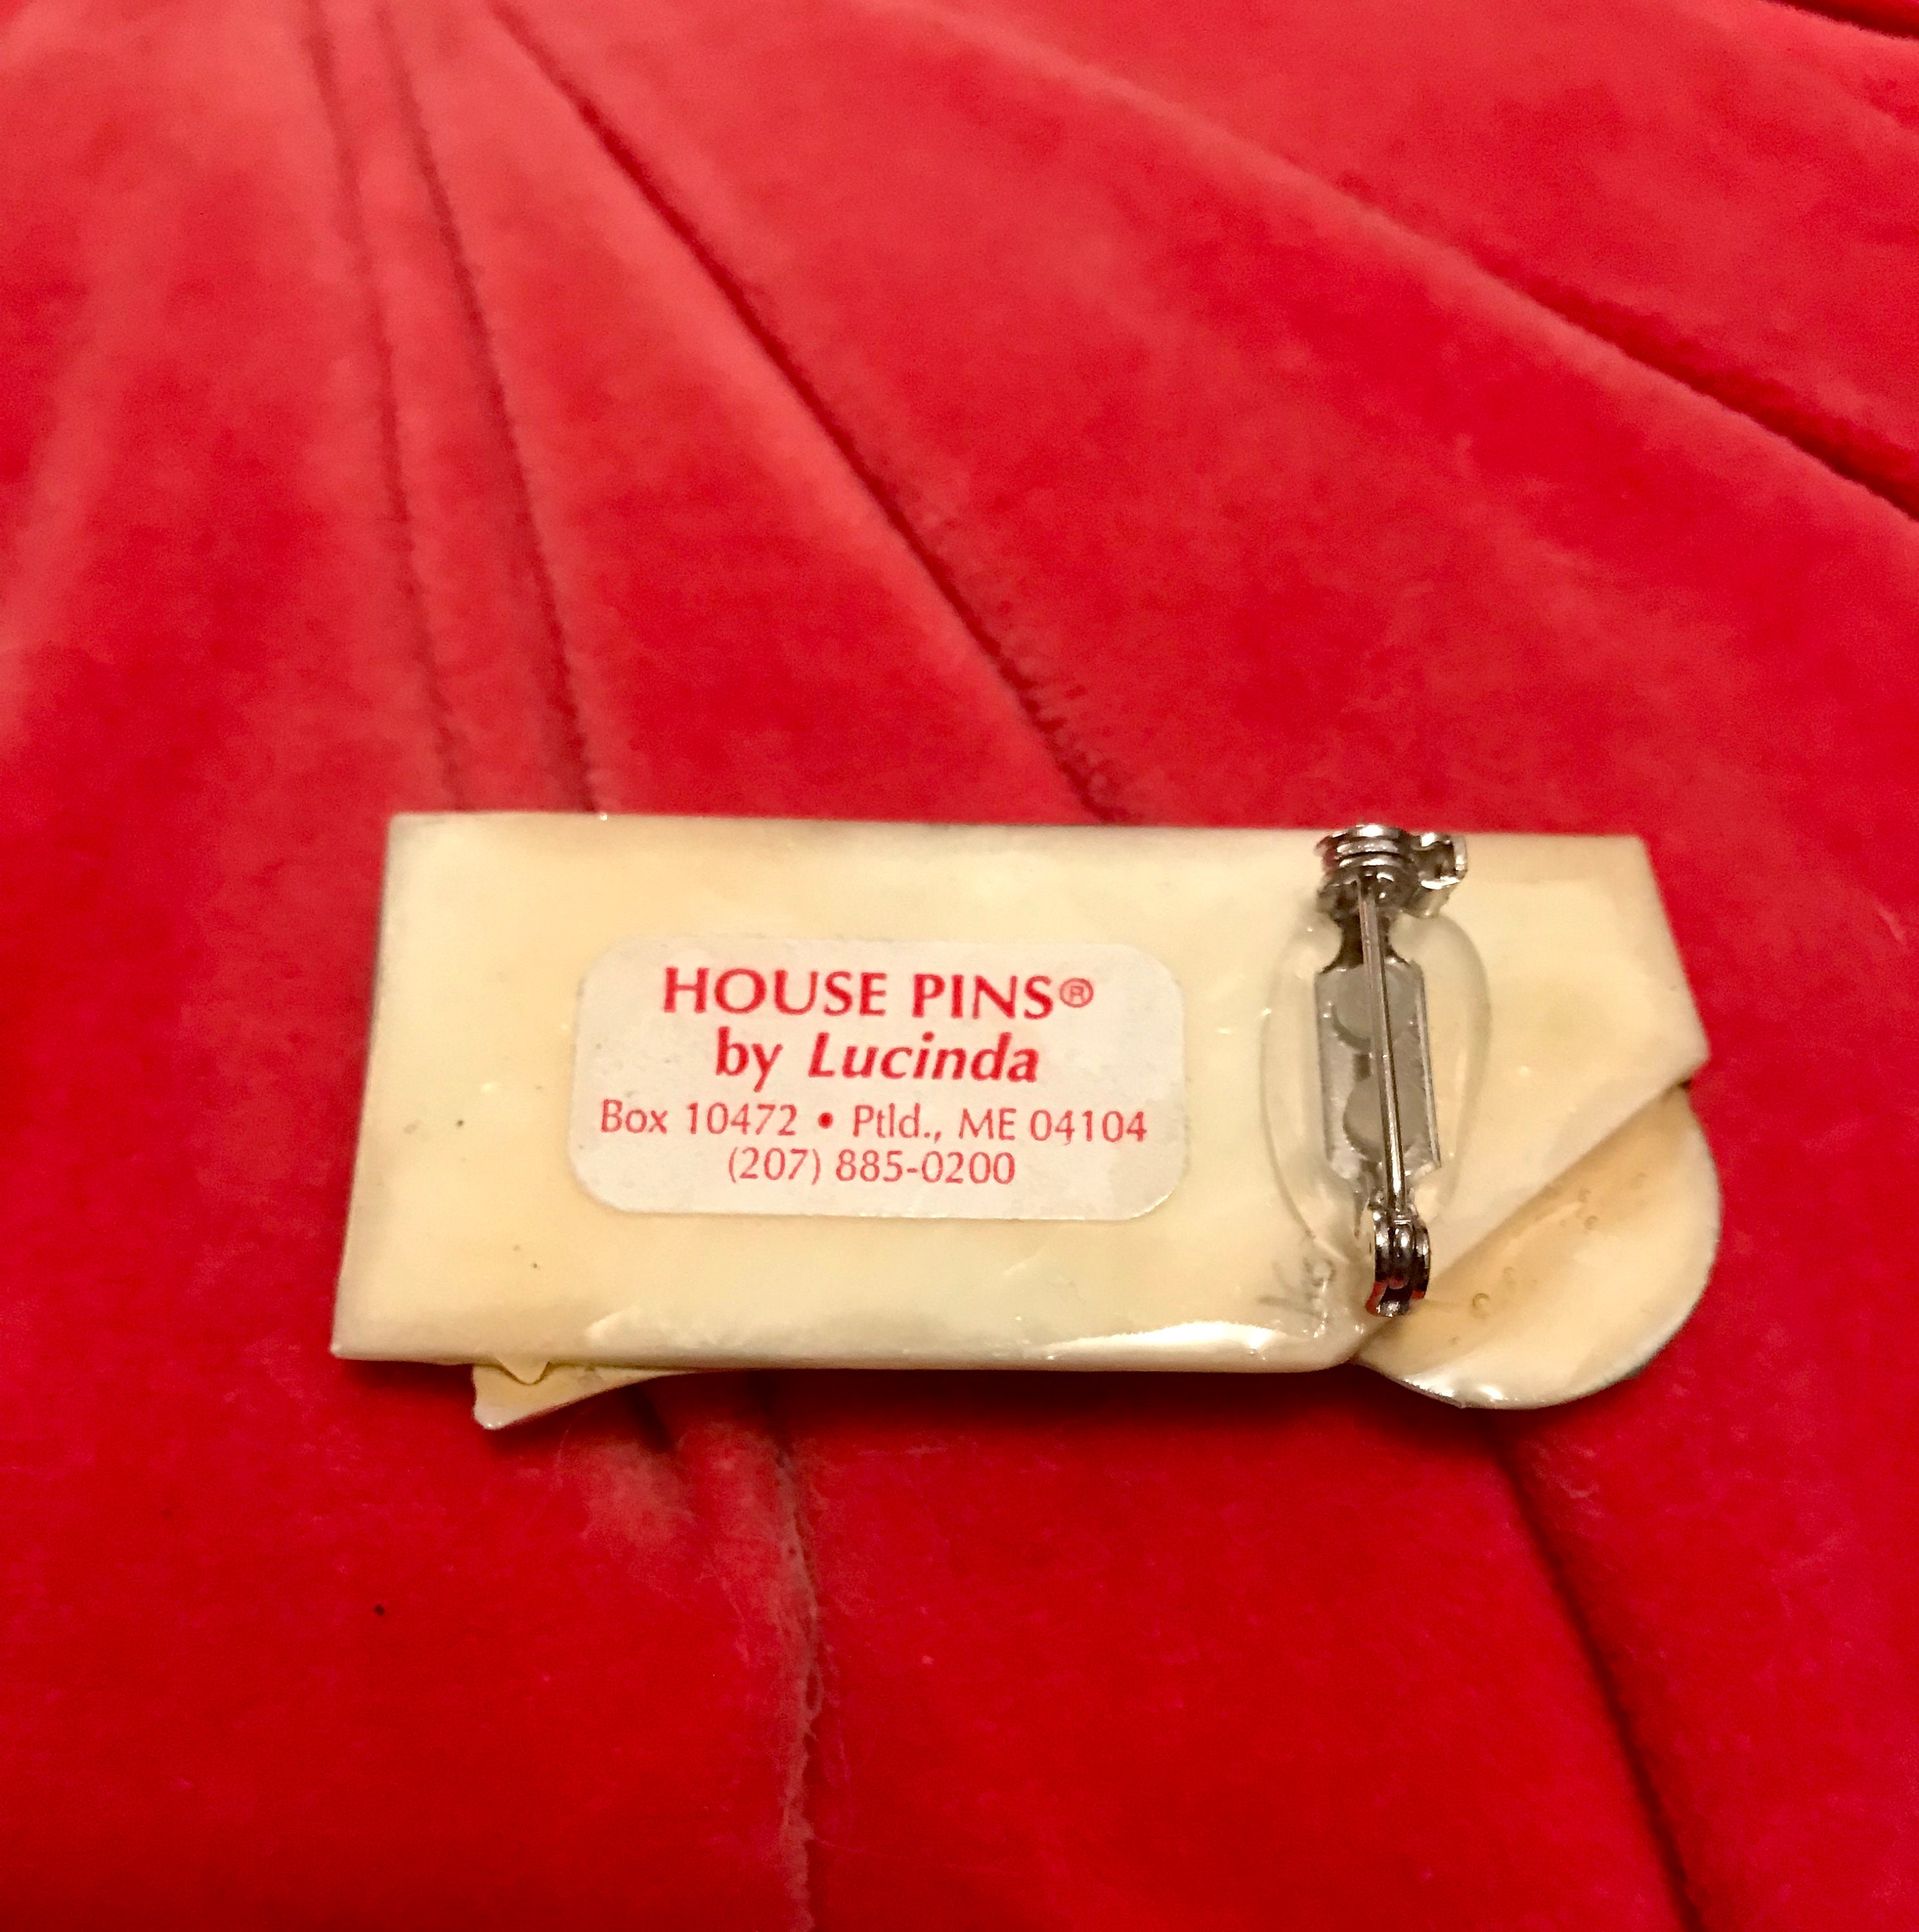 HOUSE PINS®
by Lucinda
Box 10472 • Ptld., ME 04104
(207) 885-0200